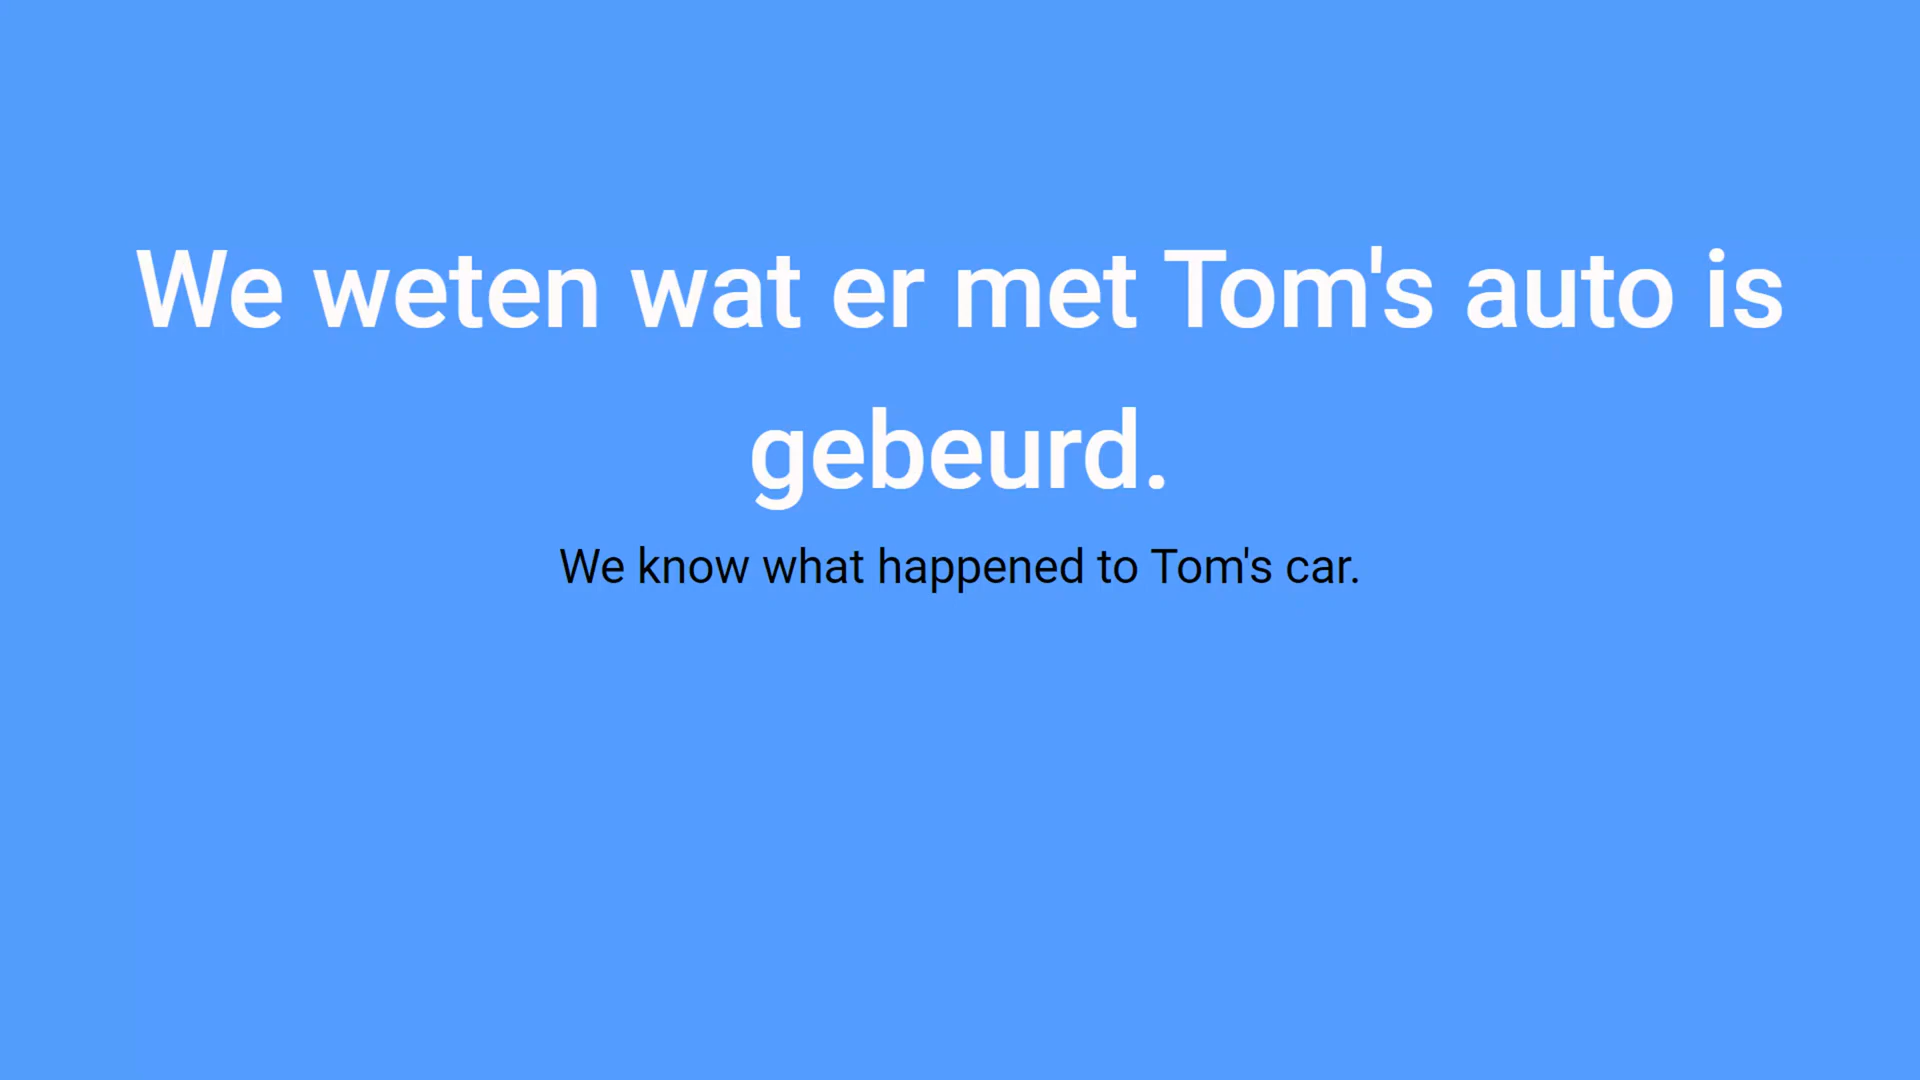 We weten wat er met Tom's auto is
gebeurd.
We know what happened to Tom's car.